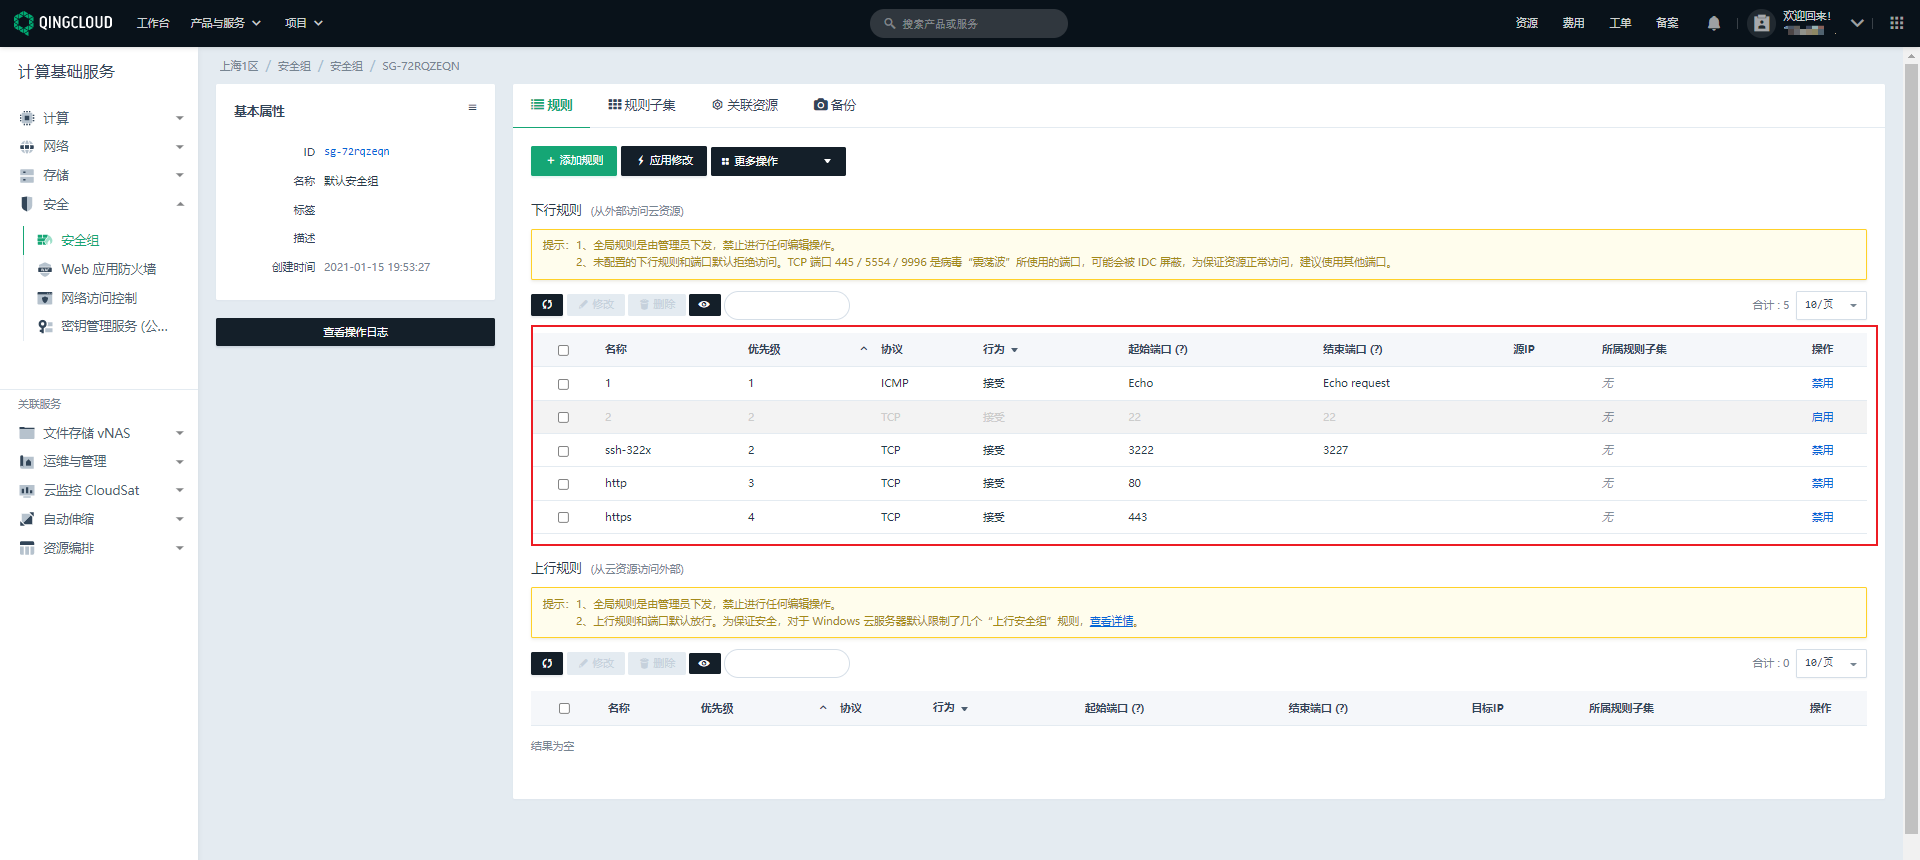 QINGCLOUD 工作台 产品与服务 项目 搜索产品或服务 资源 费用 工单 备案 欢迎回来!
计算基础服务
计算
网络
存储
安全
安全组
Web 应用防火墙
网络访问控制
密钥管理服务 (公...
关联服务
文件存储 vNAS
运维与管理
云监控 CloudSat
自动伸缩
资源编排
上海1区 / 安全组 / 安全组 / SG-72RQZEQN
基本属性
ID sg-72rqzeqn
名称 默认安全组
标签
描述
创建时间 2021-01-15 19:53:27
查看操作日志
规则 规则子集 关联资源 备份
+ 添加规则 应用修改 更多操作
下行规则 (从外部访问云资源)
提示: 1、全局规则是由管理员下发，禁止进行任何编辑操作。
2、未配置的下行规则和端口默认拒绝访问。TCP 端口 445 / 5554 / 9996 是病毒“震荡波”所使用的端口，可能会被 IDC 屏蔽，为保证资源正常访问，建议使用其他端口。
修改 删除 合计 : 5 10/页
名称 优先级 协议 行为 起始端口 (?) 结束端口 (?) 源IP 所属规则子集 操作
1 1 ICMP 接受 Echo Echo request 无 禁用
2 2 TCP 接受 22 22 无 启用
ssh-322x 2 TCP 接受 3222 3227 无 禁用
http 3 TCP 接受 80 无 禁用
https 4 TCP 接受 443 无 禁用
上行规则 (从云资源访问外部)
提示: 1、全局规则是由管理员下发，禁止进行任何编辑操作。
2、上行规则和端口默认放行。为保证安全，对于 Windows 云服务器默认限制了几个“上行安全组”规则，查看详情。
修改 删除 合计 : 0 10/页
名称 优先级 协议 行为 起始端口 (?) 结束端口 (?) 目标IP 所属规则子集 操作
结果为空